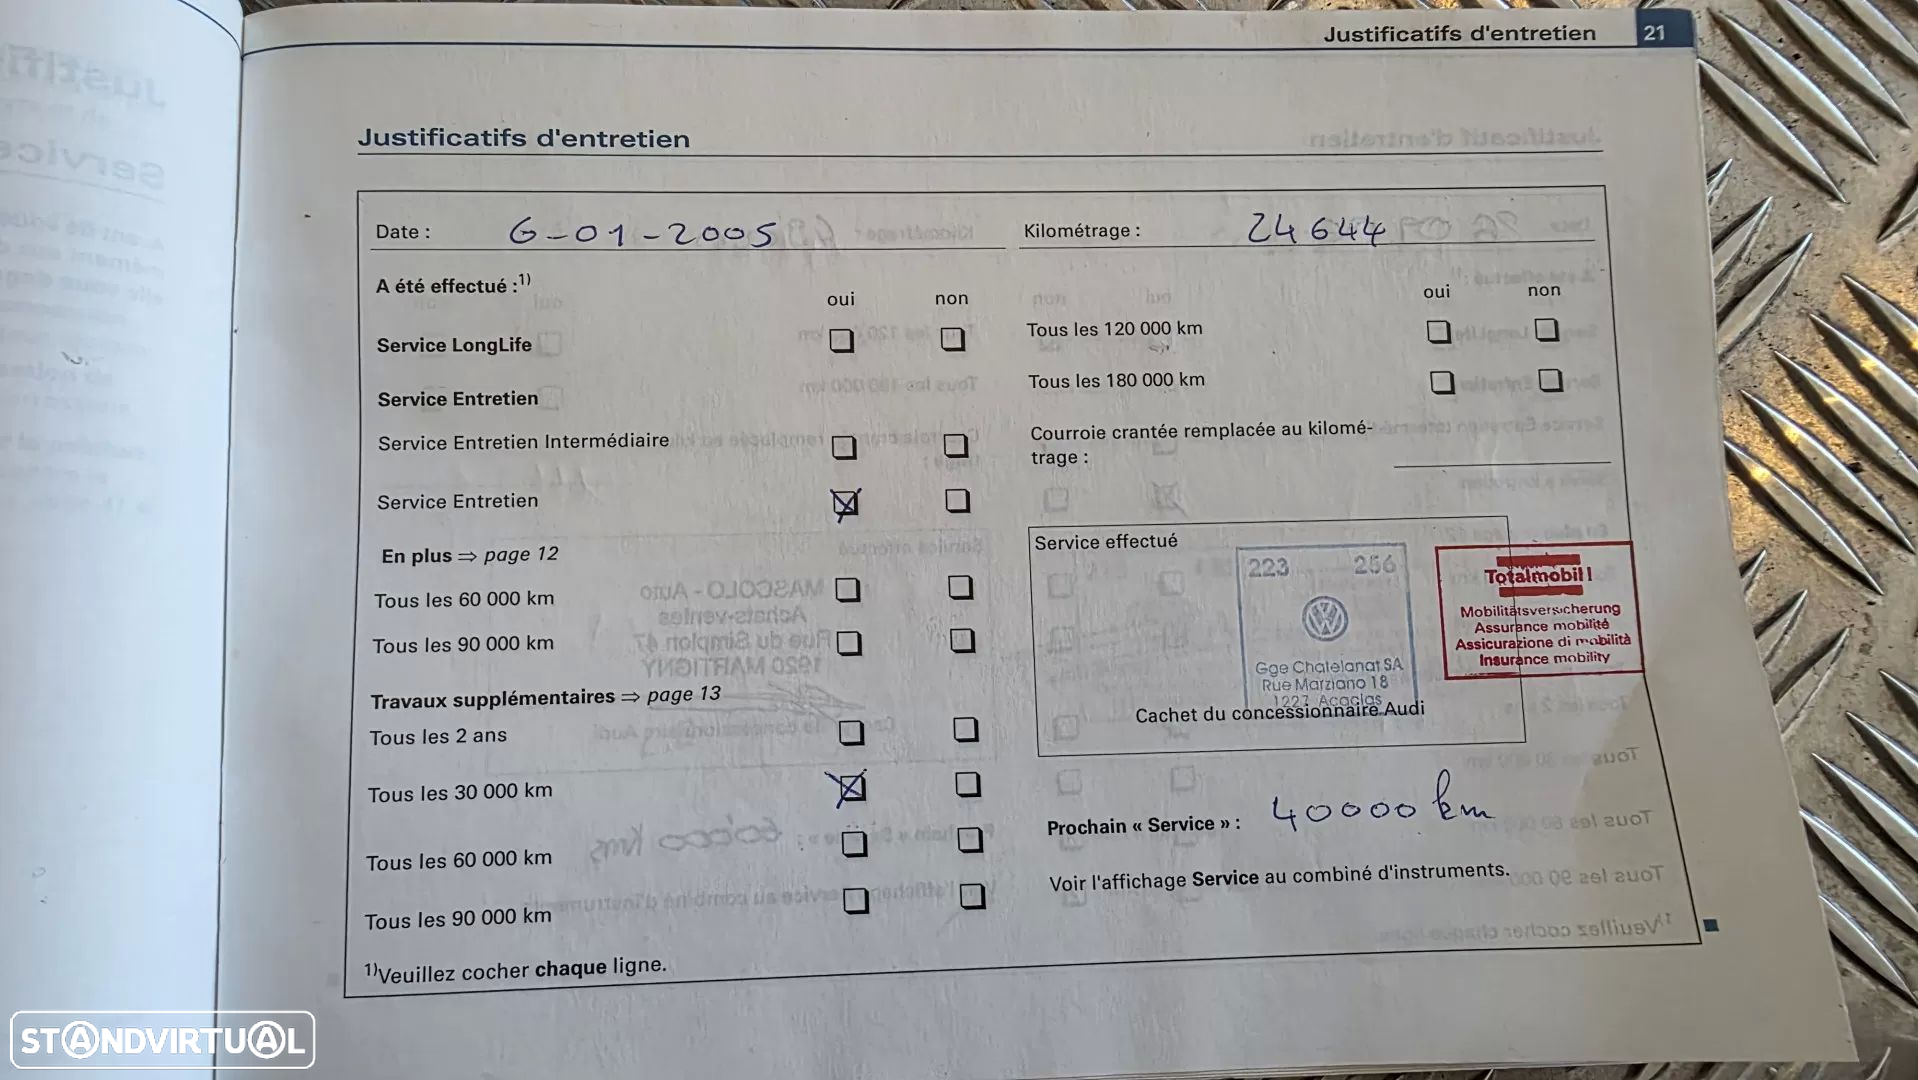 Justificatifs d'entretien 21
Justificatifs d'entretien
Date : 6-01-2005 Kilométrage : 24 644
A été effectué :1)
oui non oui non
Service LongLife Tous les 120 000 km
Service Entretien Tous les 180 000 km
Service Entretien Intermédiaire Courroie crantée remplacée au kilomé-
trage :
Service Entretien
En plus ⇒ page 12
Tous les 60 000 km
Tous les 90 000 km
Travaux supplémentaires ⇒ page 13
Tous les 2 ans
Tous les 30 000 km
Tous les 60 000 km
Tous les 90 000 km
1)Veuillez cocher chaque ligne.
Service effectué
223 256
Gge Chatelanat SA
Rue Marziano 18
1227 Acacias
Cachet du concessionnaire Audi
Totalmobil !
Mobilitätsversicherung
Assurance mobilité
Assicurazione di mobilità
Insurance mobility
Prochain « Service » : 40000 km
Voir l'affichage Service au combiné d'instruments.
STANDVIRTUAL